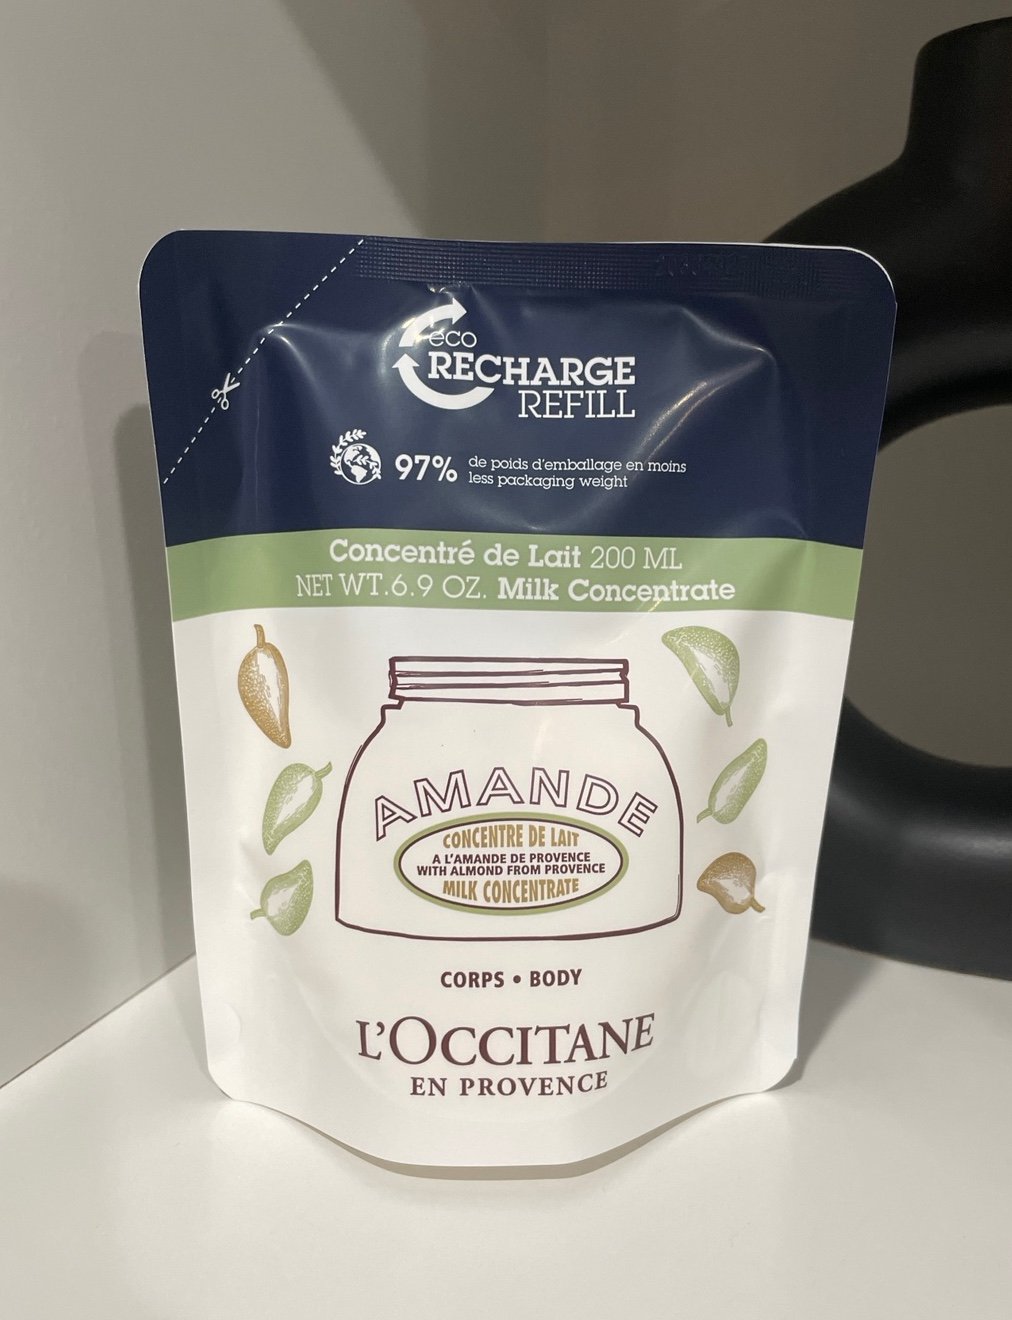 éco
RECHARGE
REFILL
97% de poids d'emballage en moins
less packaging weight
Concentré de Lait 200 ML
NET WT.6.9 OZ. Milk Concentrate
AMANDE
CONCENTRE DE LAIT
A L'AMANDE DE PROVENCE
WITH ALMOND FROM PROVENCE
MILK CONCENTRATE
CORPS • BODY
L'OCCITANE
EN PROVENCE